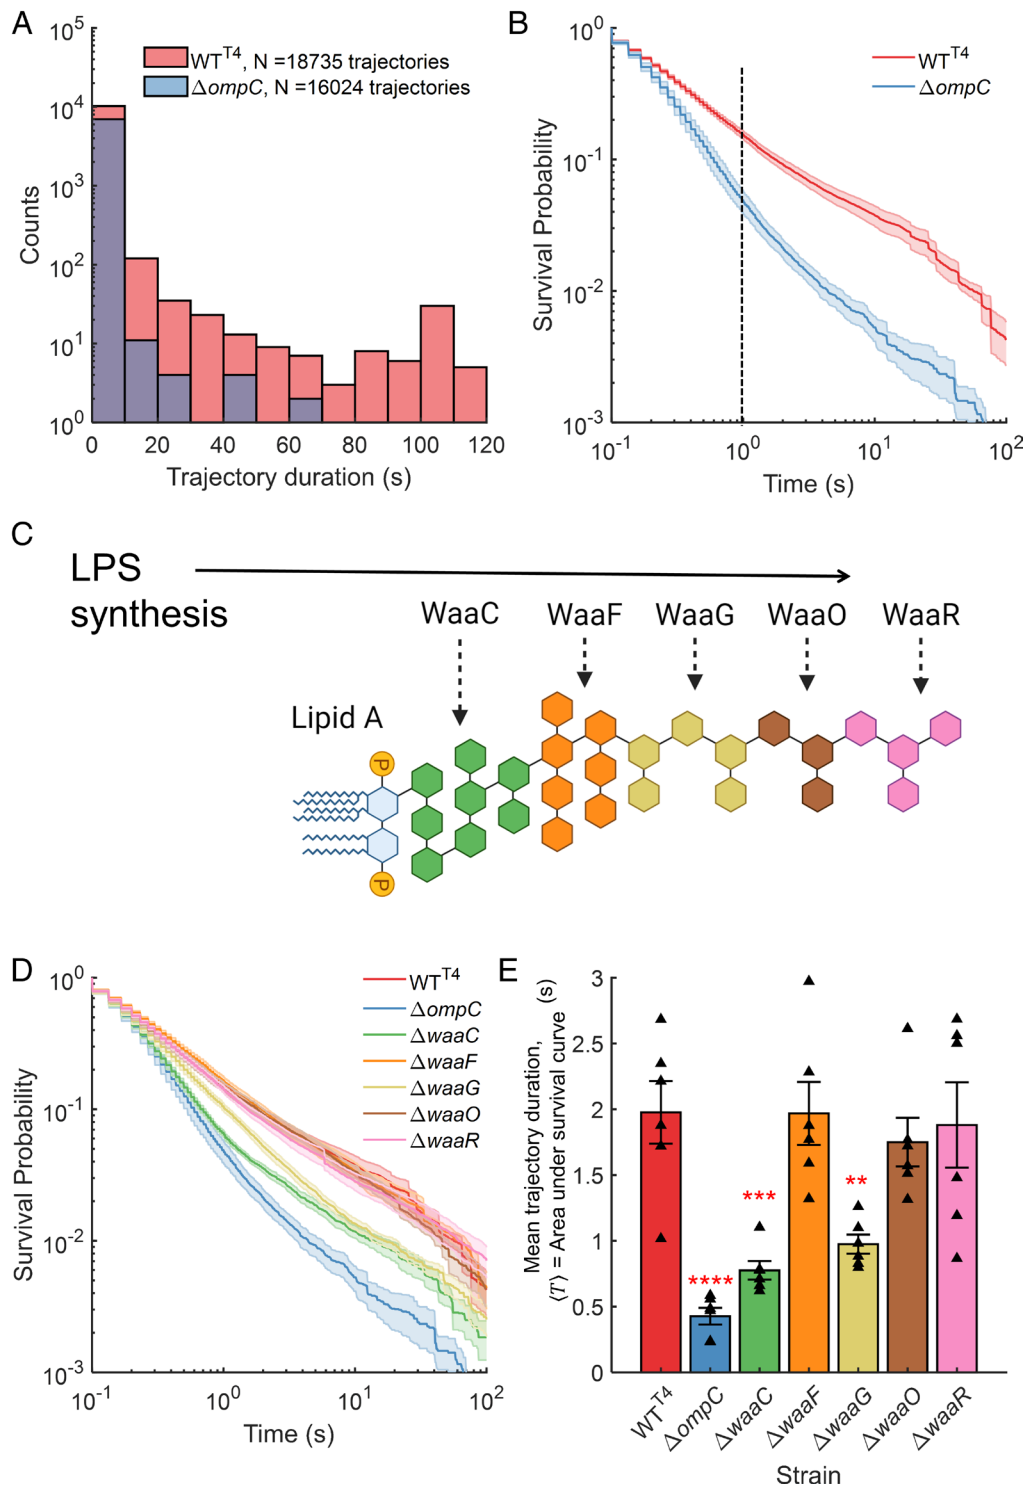 A
10^5
10^4
10^3
10^2
10^1
10^0
Counts
WT^T4, N =18735 trajectories
ΔompC, N =16024 trajectories
0 20 40 60 80 100 120
Trajectory duration (s)
B
10^0
10^-1
10^-2
10^-3
Survival Probability
WT^T4
ΔompC
10^-1 10^0 10^1 10^2
Time (s)
C
LPS
synthesis
WaaC WaaF WaaG WaaO WaaR
Lipid A
P
P
D
10^0
10^-1
10^-2
10^-3
Survival Probability
WT^T4
ΔompC
ΔwaaC
ΔwaaF
ΔwaaG
ΔwaaO
ΔwaaR
10^-1 10^0 10^1 10^2
Time (s)
E
Mean trajectory duration,
⟨T⟩ = Area under survival curve (s)
3
2.5
2
1.5
1
0.5
0
****
***
**
WT^T4 ΔompC ΔwaaC ΔwaaF ΔwaaG ΔwaaO ΔwaaR
Strain